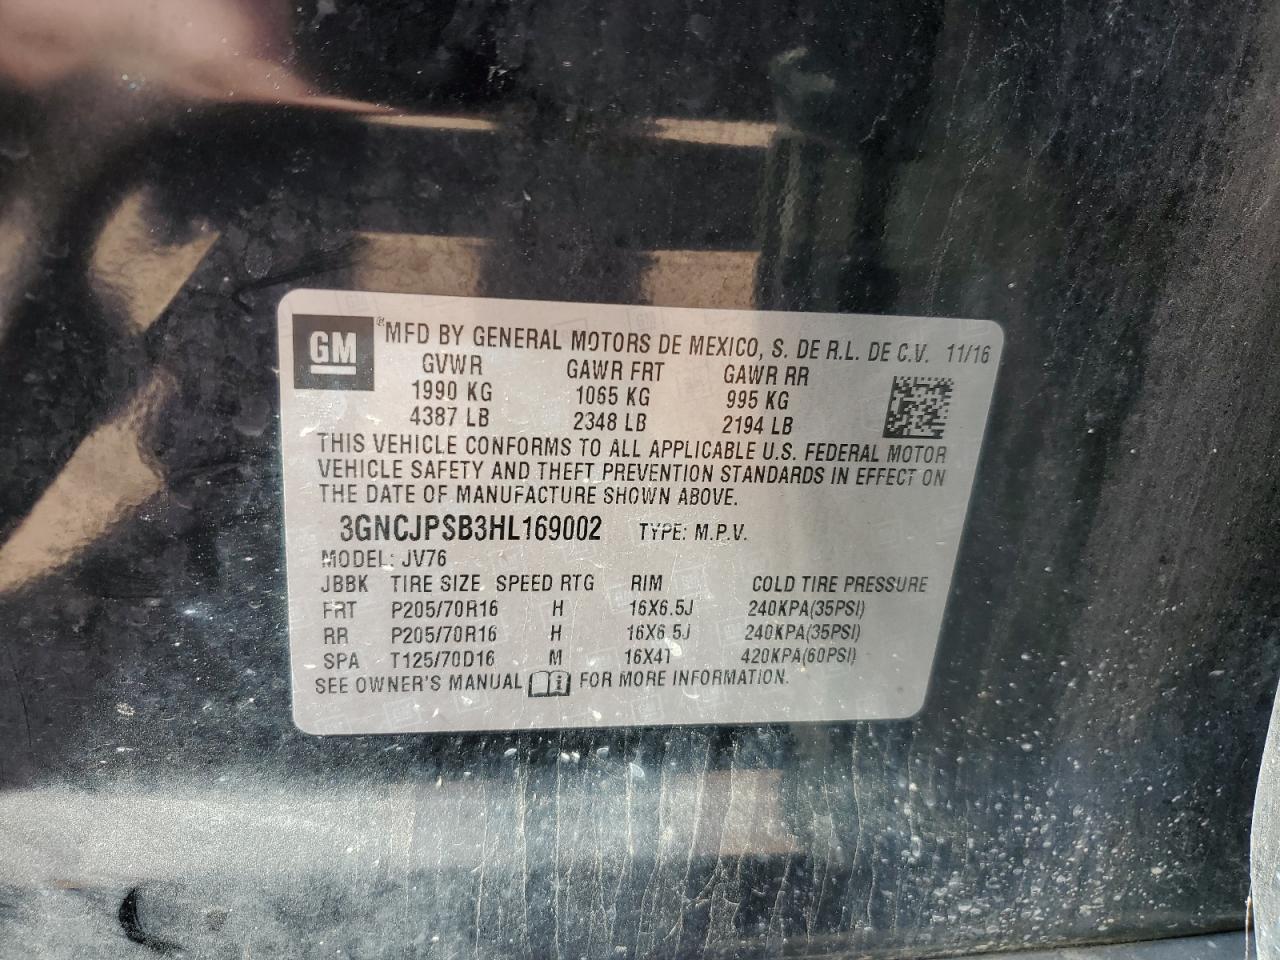 GM ® MFD BY GENERAL MOTORS DE MEXICO, S. DE R.L. DE C.V. 11/16
GVWR GAWR FRT GAWR RR
1990 KG 1065 KG 995 KG
4387 LB 2348 LB 2194 LB
THIS VEHICLE CONFORMS TO ALL APPLICABLE U.S. FEDERAL MOTOR
VEHICLE SAFETY AND THEFT PREVENTION STANDARDS IN EFFECT ON
THE DATE OF MANUFACTURE SHOWN ABOVE.
3GNCJPSB3HL169002 TYPE: M.P.V.
MODEL: JV76
JBBK TIRE SIZE SPEED RTG RIM COLD TIRE PRESSURE
FRT P205/70R16 H 16X6.5J 240KPA(35PSI)
RR P205/70R16 H 16X6.5J 240KPA(35PSI)
SPA T125/70D16 M 16X4T 420KPA(60PSI)
SEE OWNER'S MANUAL i FOR MORE INFORMATION.